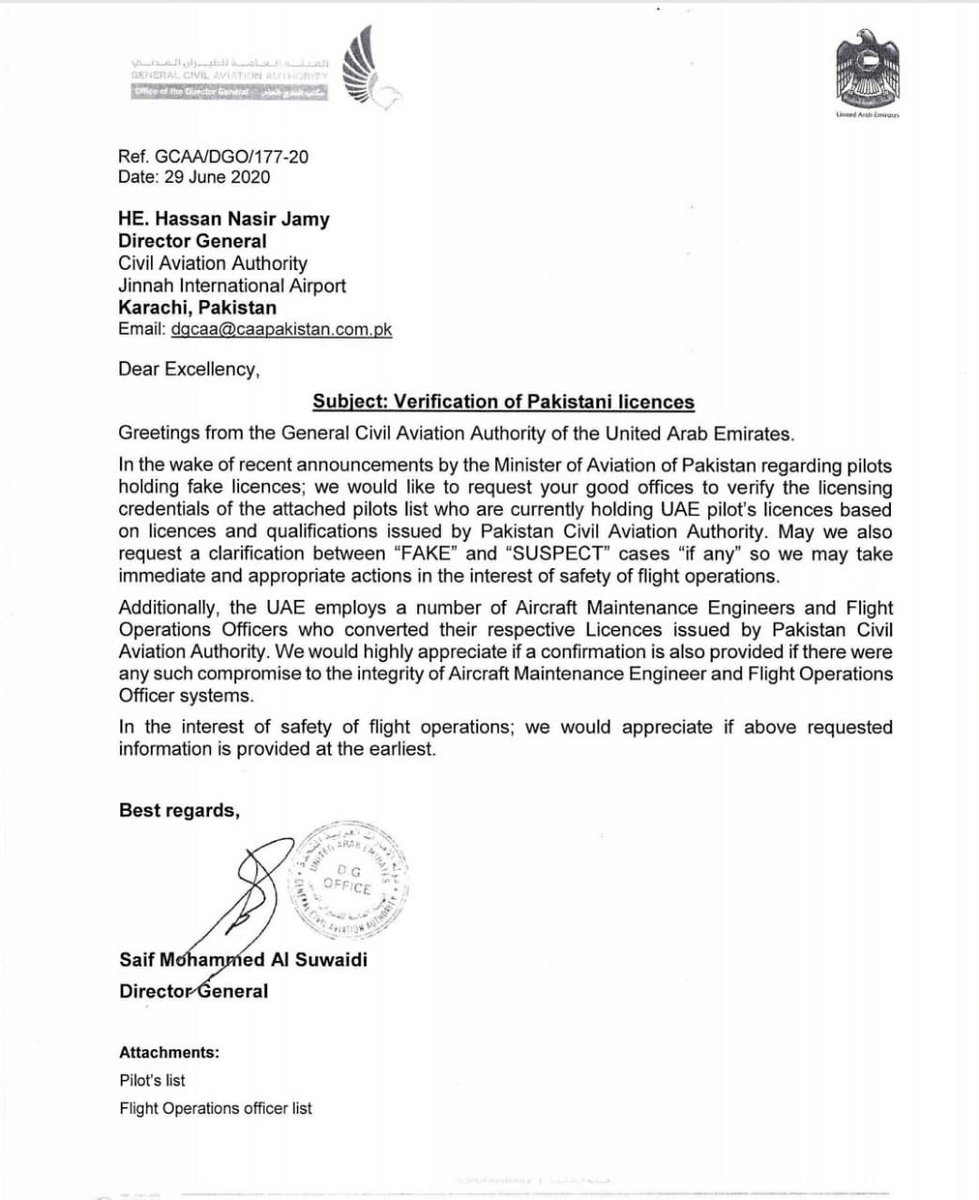 الهيئة العامة للطيران المدني
GENERAL CIVIL AVIATION AUTHORITY
Office of the Director General مكتب المدير العام
United Arab Emirates
Ref. GCAA/DGO/177-20
Date: 29 June 2020
HE. Hassan Nasir Jamy
Director General
Civil Aviation Authority
Jinnah International Airport
Karachi, Pakistan
Email: dgcaa@caapakistan.com.pk
Dear Excellency,
Subject: Verification of Pakistani licences
Greetings from the General Civil Aviation Authority of the United Arab Emirates.
In the wake of recent announcements by the Minister of Aviation of Pakistan regarding pilots
holding fake licences; we would like to request your good offices to verify the licensing
credentials of the attached pilots list who are currently holding UAE pilot's licences based
on licences and qualifications issued by Pakistan Civil Aviation Authority. May we also
request a clarification between “FAKE” and “SUSPECT” cases “if any” so we may take
immediate and appropriate actions in the interest of safety of flight operations.
Additionally, the UAE employs a number of Aircraft Maintenance Engineers and Flight
Operations Officers who converted their respective Licences issued by Pakistan Civil
Aviation Authority. We would highly appreciate if a confirmation is also provided if there were
any such compromise to the integrity of Aircraft Maintenance Engineer and Flight Operations
Officer systems.
In the interest of safety of flight operations; we would appreciate if above requested
information is provided at the earliest.
Best regards,
UNITED ARAB EMIRATES
DG
OFFICE
GENERAL CIVIL AVIATION AUTHORITY
Saif Mohammed Al Suwaidi
Director General
Attachments:
Pilot's list
Flight Operations officer list